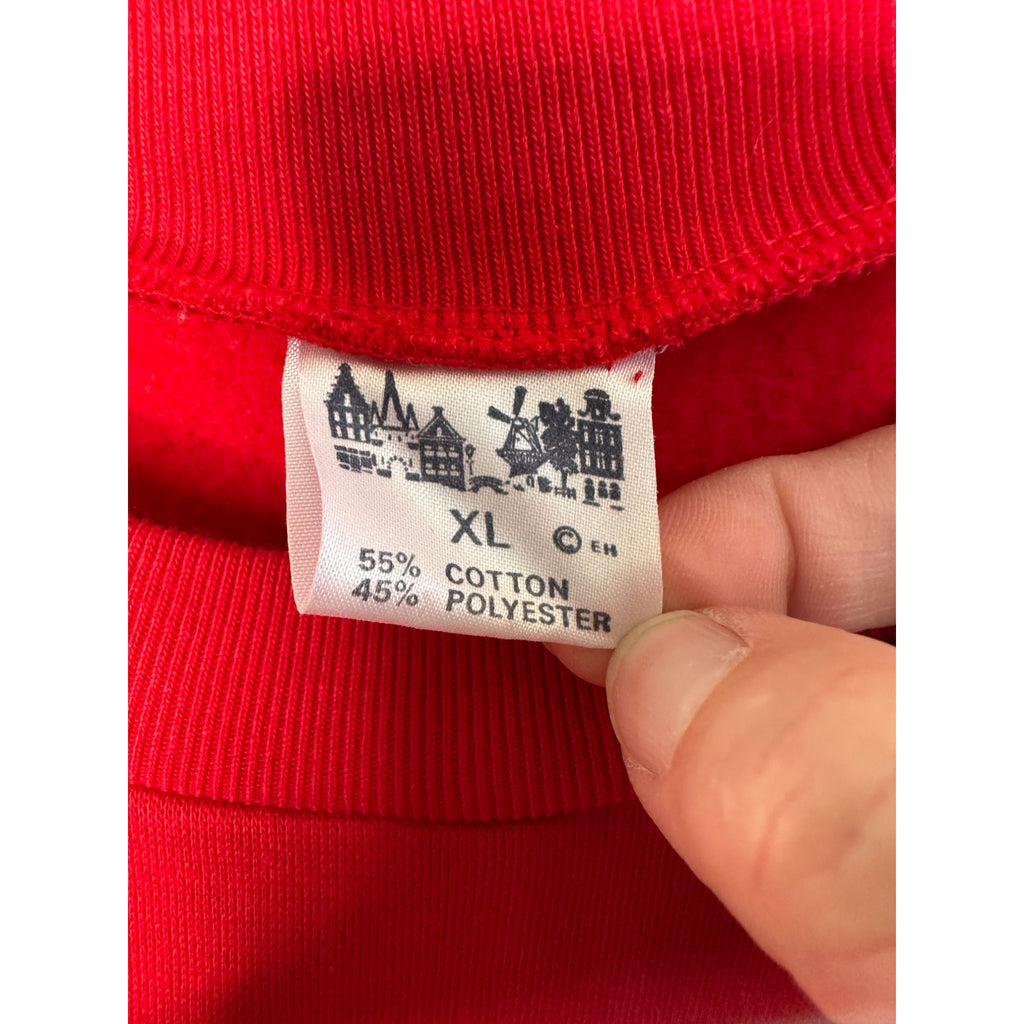 XL © EH
55% COTTON
45% POLYESTER